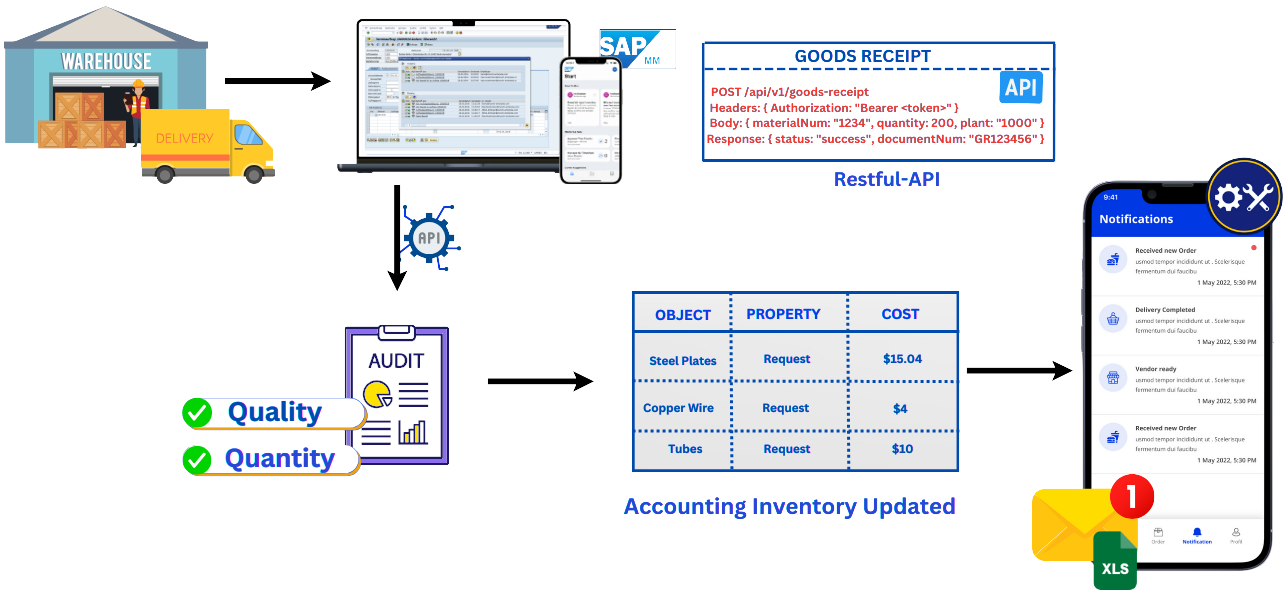 WAREHOUSE
DELIVERY
SAP
MM
Start
GOODS RECEIPT
API
POST /api/v1/goods-receipt
Headers: { Authorization: "Bearer <token>" }
Body: { materialNum: "1234", quantity: 200, plant: "1000" }
Response: { status: "success", documentNum: "GR123456" }
Restful-API
API
AUDIT
Quality
Quantity
OBJECT PROPERTY COST
Steel Plates Request $15.04
Copper Wire Request $4
Tubes Request $10
Accounting Inventory Updated
9:41
Notifications
Received new Order
usmod tempor incididunt ut . Scelerisque
fermentum dui faucibu
1 May 2022, 5:30 PM
Delivery Completed
usmod tempor incididunt ut . Scelerisque
fermentum dui faucibu
1 May 2022, 5:30 PM
Vendor ready
usmod tempor incididunt ut . Scelerisque
fermentum dui faucibu
1 May 2022, 5:30 PM
Received new Order
usmod tempor incididunt ut . Scelerisque
fermentum dui faucibu
1 May 2022, 5:30 PM
1
XLS
Order Notification Profil